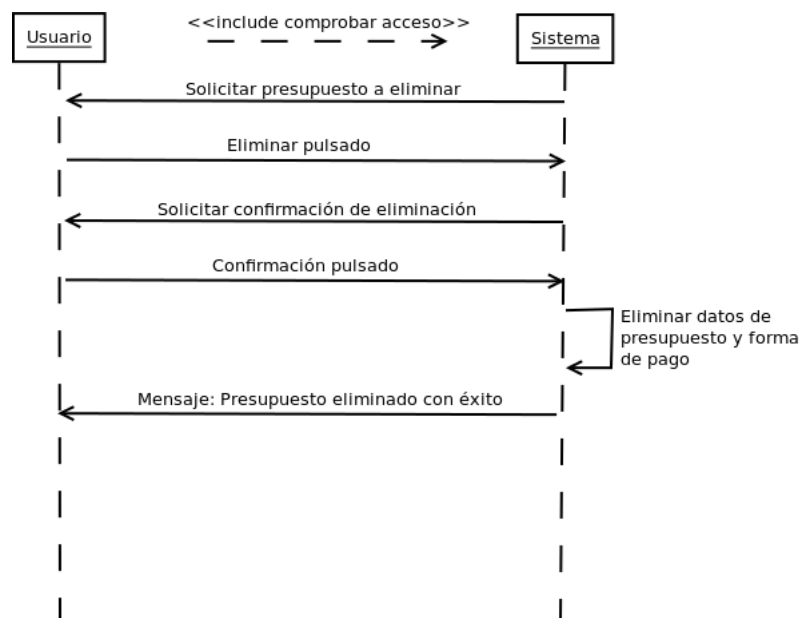 <<include comprobar acceso>>
Usuario
Sistema
Solicitar presupuesto a eliminar
Eliminar pulsado
Solicitar confirmación de eliminación
Confirmación pulsado
Eliminar datos de
presupuesto y forma
de pago
Mensaje: Presupuesto eliminado con éxito